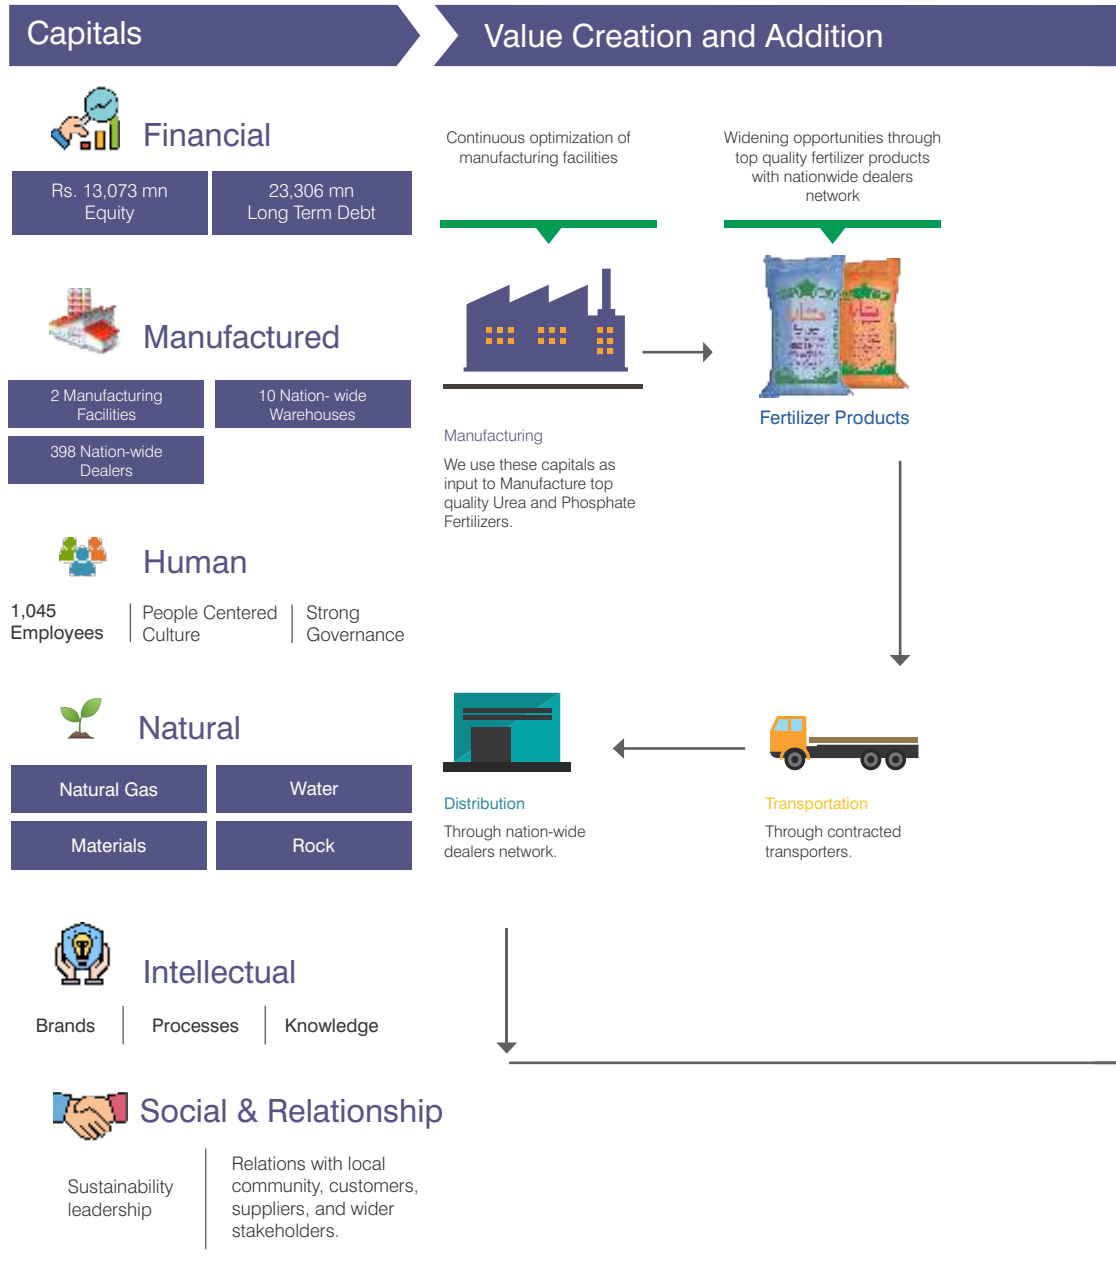 Capitals
Value Creation and Addition
Financial
Rs. 13,073 mn
Equity
23,306 mn
Long Term Debt
Manufactured
2 Manufacturing
Facilities
10 Nation- wide
Warehouses
398 Nation-wide
Dealers
Human
1,045
Employees
People Centered
Culture
Strong
Governance
Natural
Natural Gas
Water
Materials
Rock
Intellectual
Brands
Processes
Knowledge
Social & Relationship
Sustainability
leadership
Relations with local
community, customers,
suppliers, and wider
stakeholders.
Continuous optimization of
manufacturing facilities
Widening opportunities through
top quality fertilizer products
with nationwide dealers
network
Manufacturing
We use these capitals as
input to Manufacture top
quality Urea and Phosphate
Fertilizers.
Fertilizer Products
Distribution
Through nation-wide
dealers network.
Transportation
Through contracted
transporters.